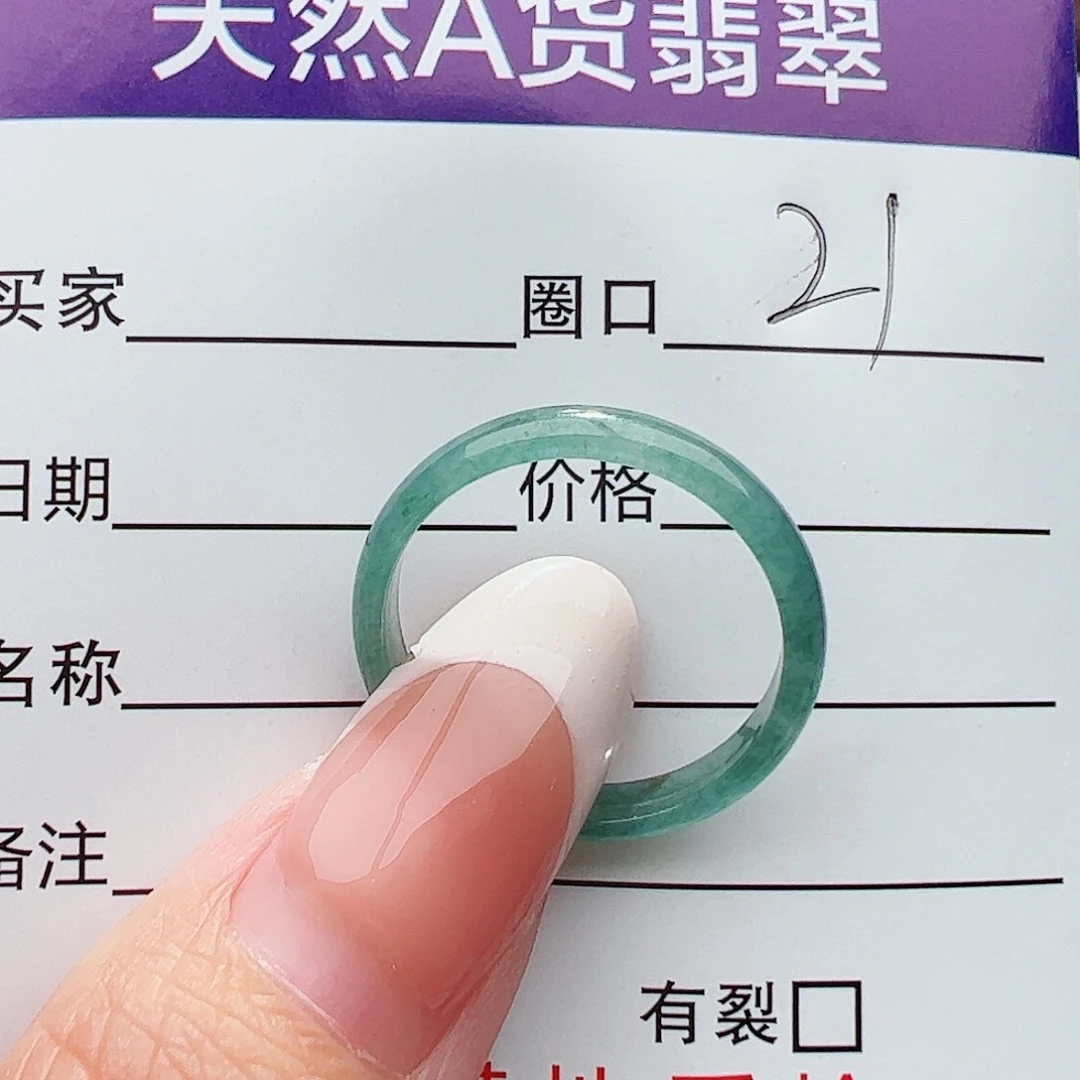 天然A货翡翠
买家 圈口 21
日期 价格
名称
备注
有裂